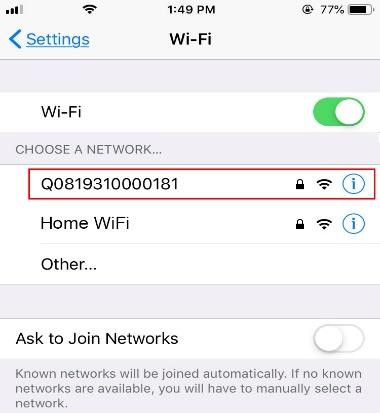 1:49 PM 77%
Settings Wi-Fi
Wi-Fi
CHOOSE A NETWORK...
Q0819310000181
Home WiFi
Other...
Ask to Join Networks
Known networks will be joined automatically. If no known
networks are available, you will have to manually select a
network.